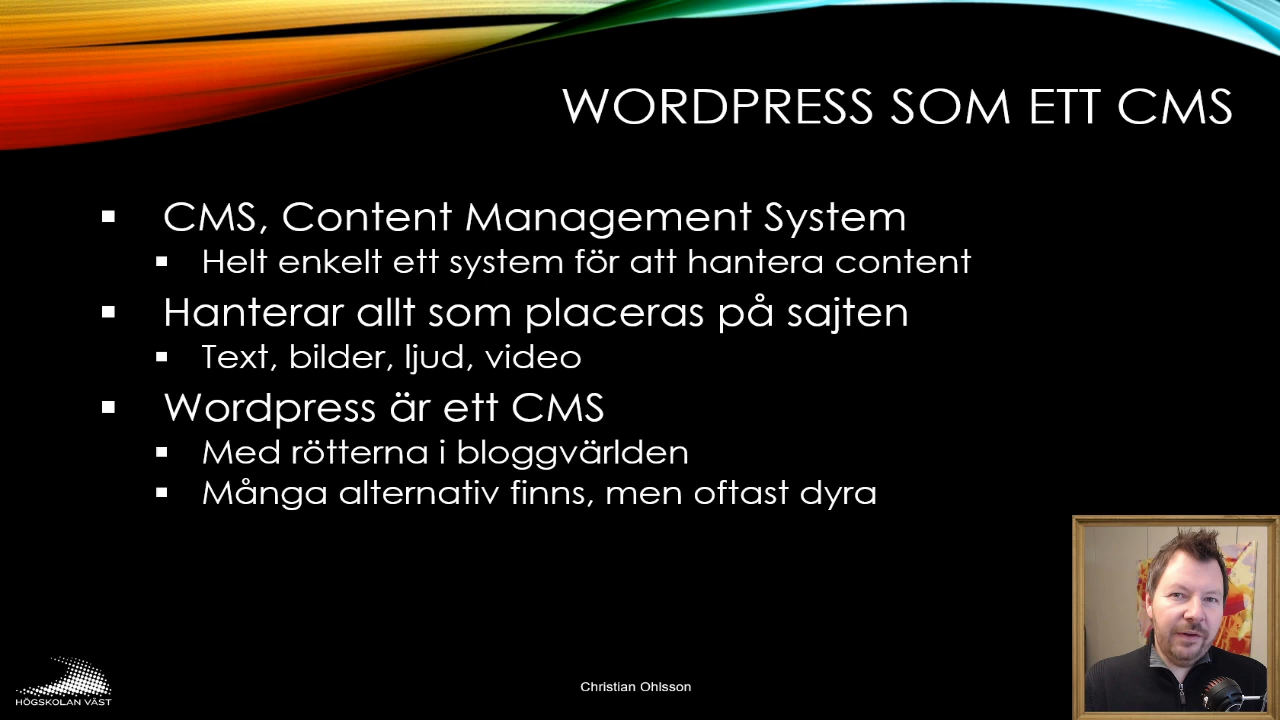 WORDPRESS SOM ETT CMS
CMS, Content Management System
Helt enkelt ett system för att hantera content
Hanterar allt som placeras på sajten
Text, bilder, ljud, video
Wordpress är ett CMS
Med rötterna i bloggvärlden
Många alternativ finns, men oftast dyra
HÖGSKOLAN VÄST
Christian Ohlsson